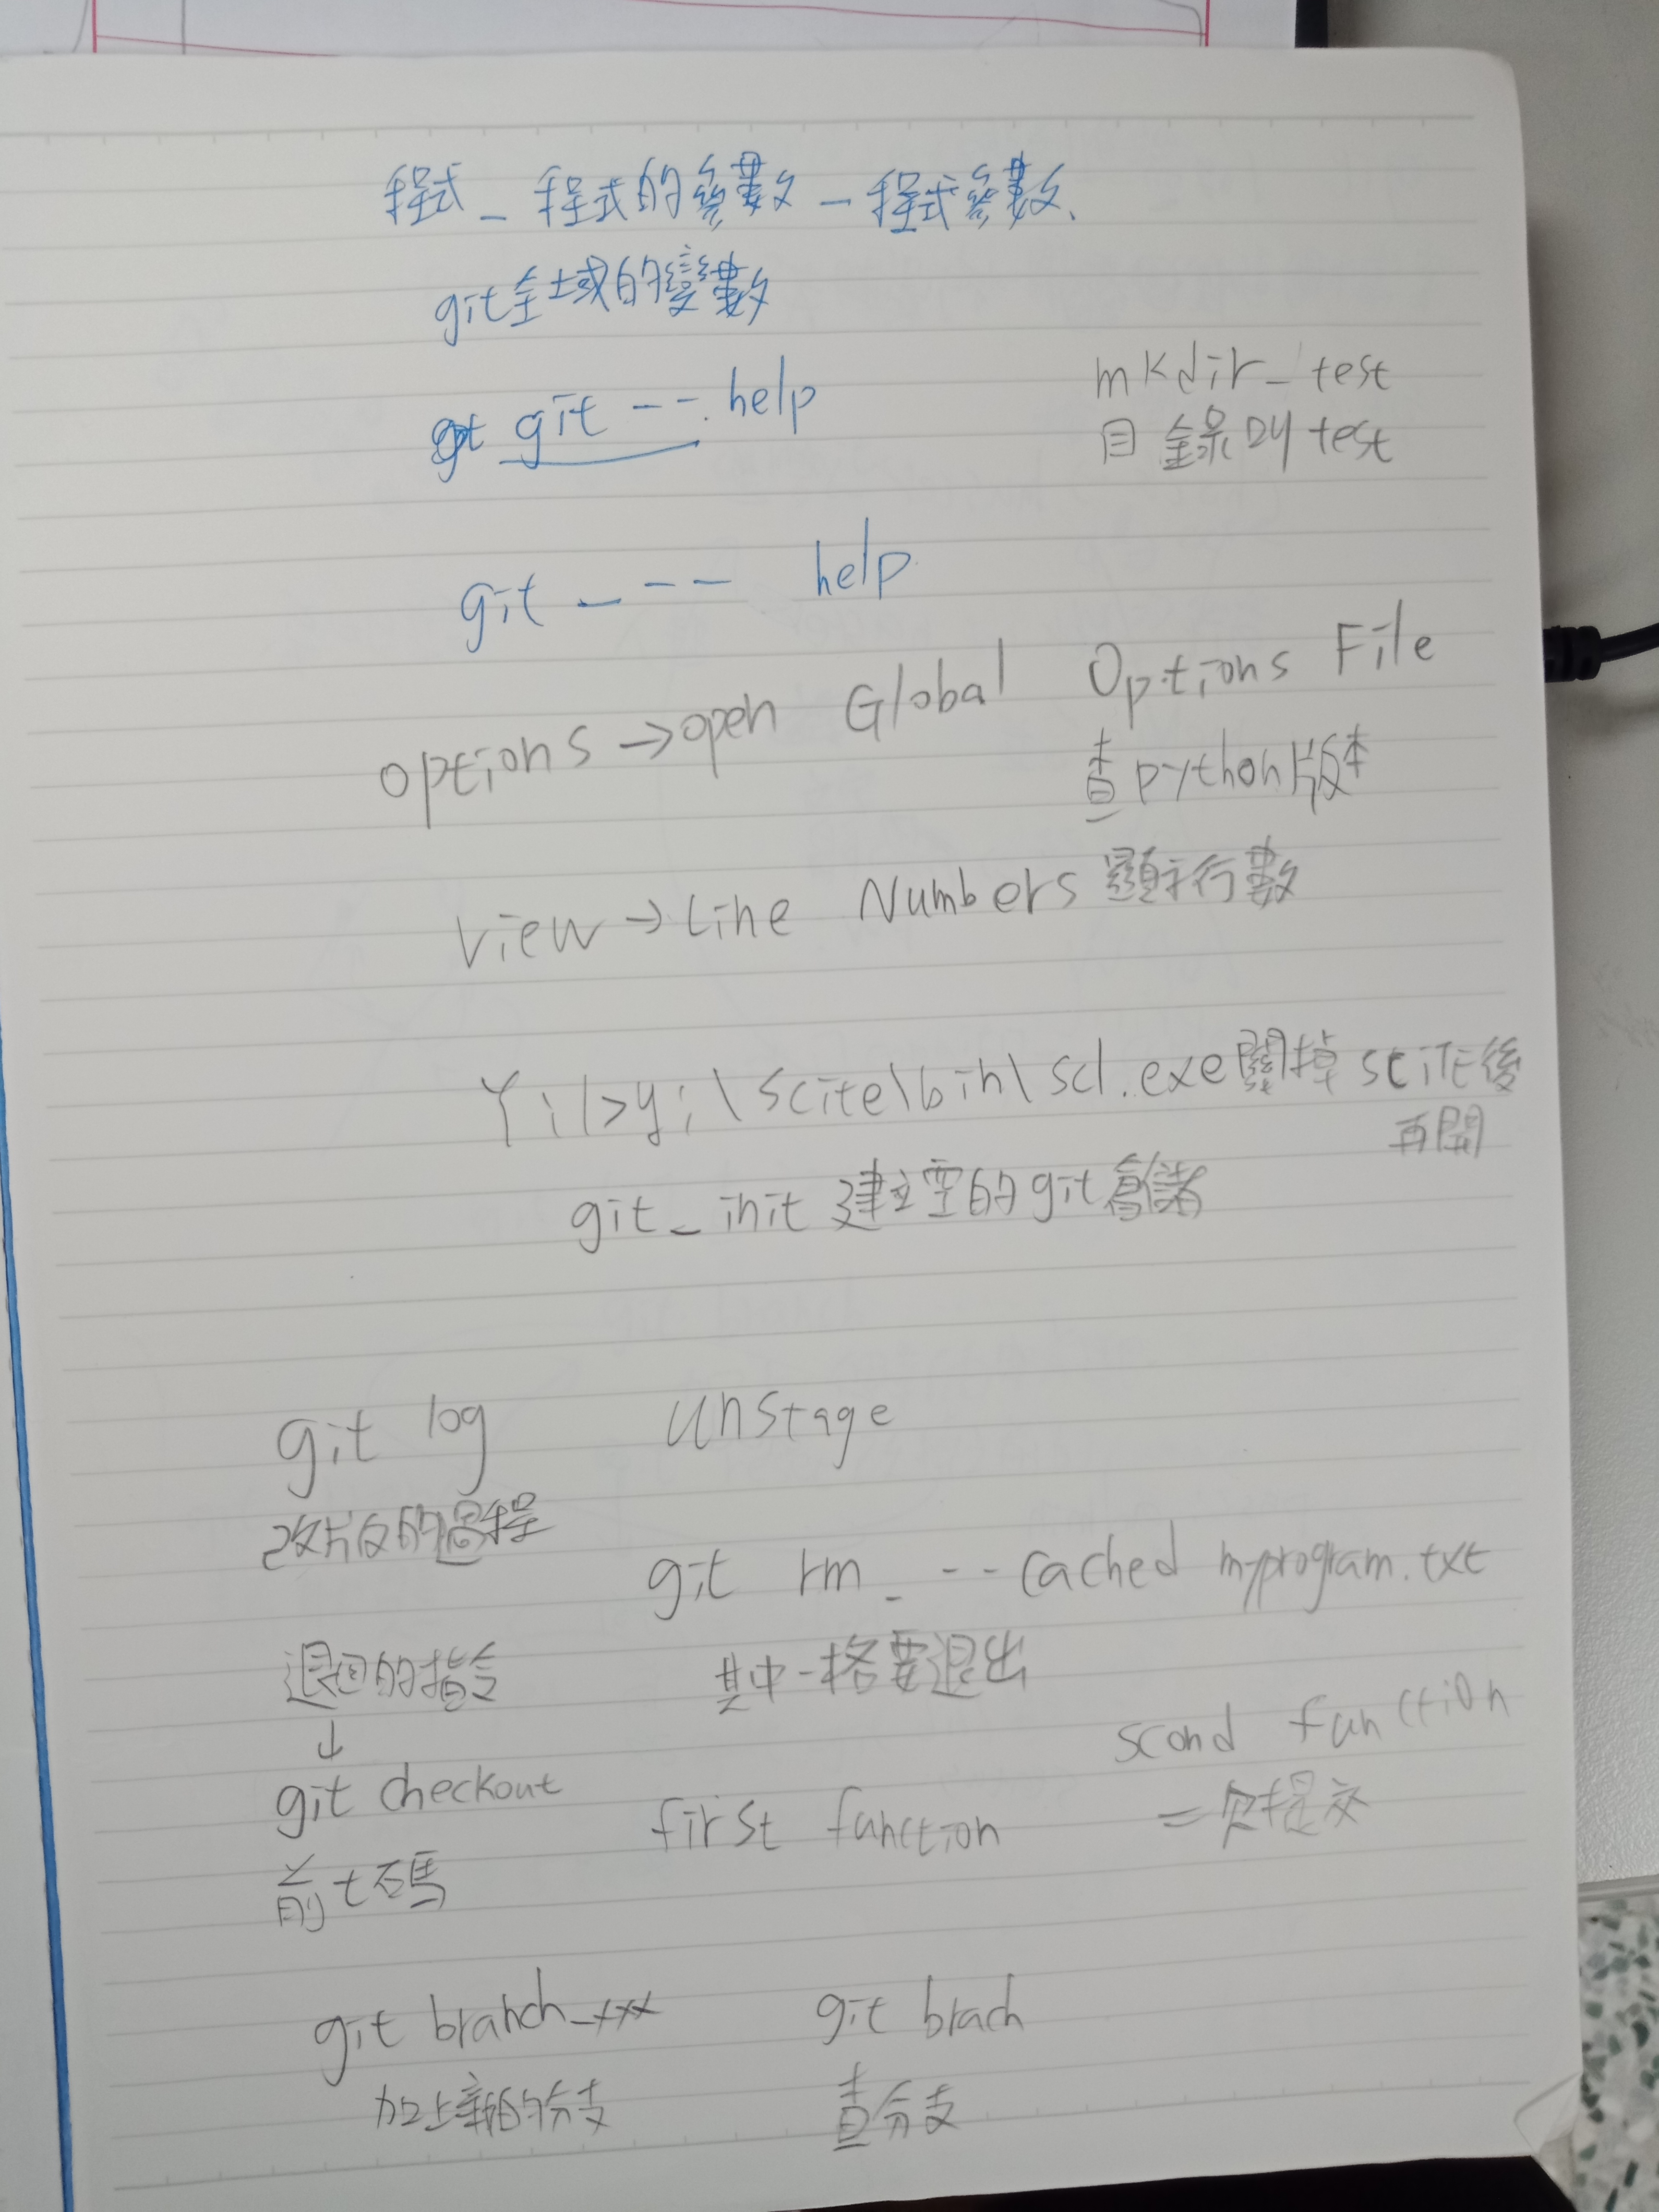 程式_程式的參數_程式參數、
git全域的變數
git --help
mkdir_test
目錄叫test
git_-- help
options→open Global Options File
查python版本
view→Line Numbers 顯示行數
Y:\>y:\scite\bin\scl.exe關掉scite後
再開
git_init 建立空的git倉儲
git log
unstage
改版的過程
git rm_--cached myprogram.txt
退回的指令
其中一格要退出
↓
scond function
git checkout
first function
二次提交
前七碼
git branch_xxx
git brach
加上新的分支
查分支